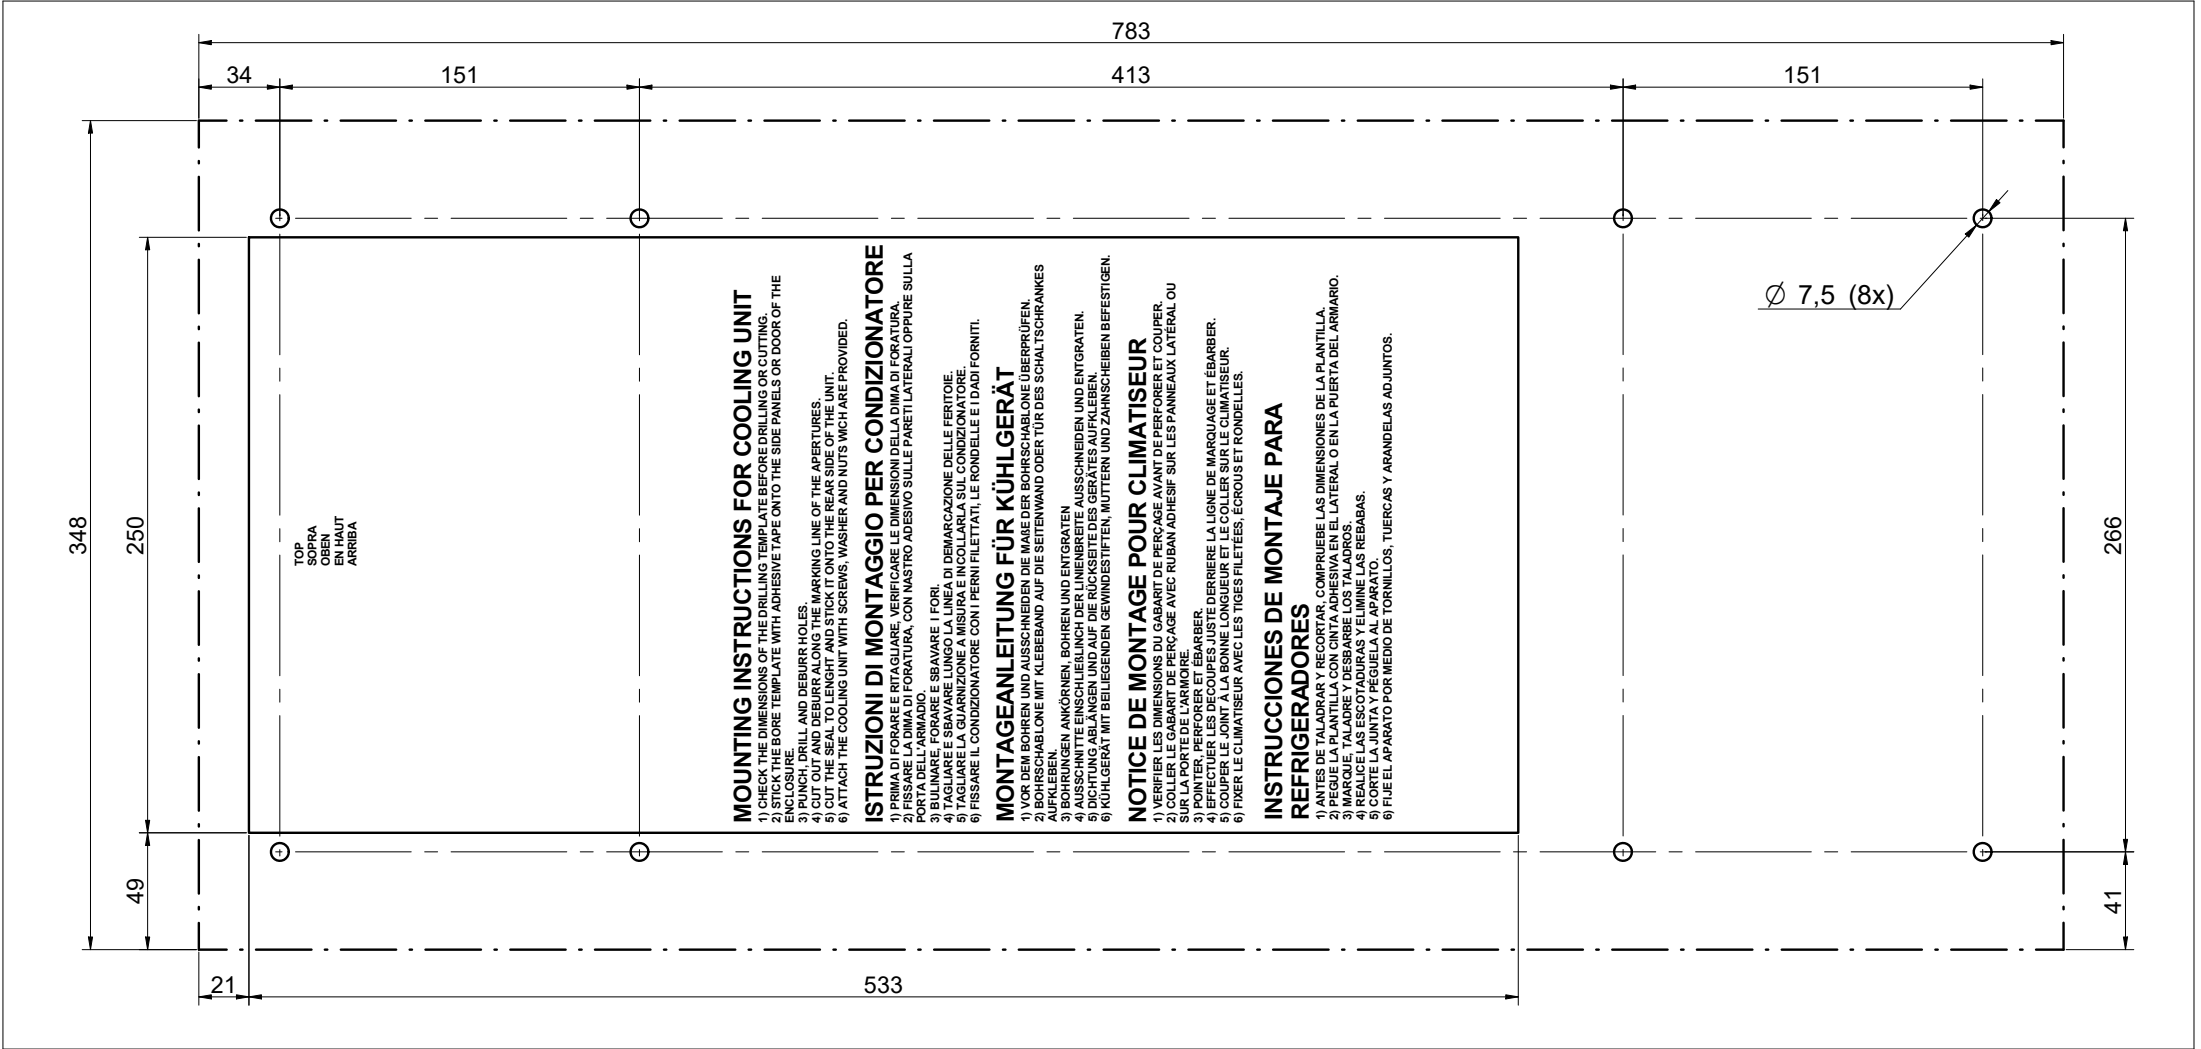 783
34
151
413
151
348
250
49
21
533
266
41
Ø 7,5 (8x)
TOP
SOPRA
OBEN
EN HAUT
ARRIBA
MOUNTING INSTRUCTIONS FOR COOLING UNIT
1) CHECK THE DIMENSIONS OF THE DRILLING TEMPLATE BEFORE DRILLING OR CUTTING.
2) STICK THE BORE TEMPLATE WITH ADHESIVE TAPE ONTO THE SIDE PANELS OR DOOR OF THE
ENCLOSURE.
3) PUNCH, DRILL AND DEBURR HOLES.
4) CUT OUT AND DEBURR ALONG THE MARKING LINE OF THE APERTURES.
5) CUT THE SEAL TO LENGHT AND STICK IT ONTO THE REAR SIDE OF THE UNIT.
6) ATTACH THE COOLING UNIT WITH SCREWS, WASHER AND NUTS WICH ARE PROVIDED.
ISTRUZIONI DI MONTAGGIO PER CONDIZIONATORE
1) PRIMA DI FORARE E RITAGLIARE, VERIFICARE LE DIMENSIONI DELLA DIMA DI FORATURA.
2) FISSARE LA DIMA DI FORATURA, CON NASTRO ADESIVO SULLE PARETI LATERALI OPPURE SULLA
PORTA DELL'ARMADIO.
3) BULINARE, FORARE E SBAVARE I FORI.
4) TAGLIARE E SBAVARE LUNGO LA LINEA DI DEMARCAZIONE DELLE FERITOIE.
5) TAGLIARE LA GUARNIZIONE A MISURA E INCOLLARLA SUL CONDIZIONATORE.
6) FISSARE IL CONDIZIONATORE CON I PERNI FILETTATI, LE RONDELLE E I DADI FORNITI.
MONTAGEANLEITUNG FÜR KÜHLGERÄT
1) VOR DEM BOHREN UND AUSSCHNEIDEN DIE MAßE DER BOHRSCHABLONE ÜBERPRÜFEN.
2) BOHRSCHABLONE MIT KLEBEBAND AUF DIE SEITENWAND ODER TÜR DES SCHALTSCHRANKES
AUFKLEBEN.
3) BOHRUNGEN ANKÖRNEN, BOHREN UND ENTGRATEN
4) AUSSCHNITTE EINSCHLIEßLINCH DER LINIENBREITE AUSSCHNEIDEN UND ENTGRATEN.
5) DICHTUNG ABLÄNGEN UND AUF DIE RÜCKSEITE DES GERÄTES AUFKLEBEN.
6) KÜHLGERÄT MIT BEILIEGENDEN GEWINDESTIFTEN, MUTTERN UND ZAHNSCHEIBEN BEFESTIGEN.
NOTICE DE MONTAGE POUR CLIMATISEUR
1) VERIFIER LES DIMENSIONS DU GABARIT DE PERÇAGE AVANT DE PERFORER ET COUPER.
2) COLLER LE GABARIT DE PERÇAGE AVEC RUBAN ADHESIF SUR LES PANNEAUX LATÉRAL OU
SUR LA PORTE DE L'ARMOIRE.
3) POINTER, PERFORER ET ÉBARBER.
4) EFFECTUER LES DECOUPES JUSTE DERRIERE LA LIGNE DE MARQUAGE ET ÉBARBER.
5) COUPER LE JOINT À LA BONNE LONGUEUR ET LE COLLER SUR LE CLIMATISEUR.
6) FIXER LE CLIMATISEUR AVEC LES TIGES FILETÉES, ÉCROUS ET RONDELLES.
INSTRUCCIONES DE MONTAJE PARA
REFRIGERADORES
1) ANTES DE TALADRAR Y RECORTAR, COMPRUEBE LAS DIMENSIONES DE LA PLANTILLA.
2) PEGUE LA PLANTILLA CON CINTA ADHESIVA EN EL LATERAL O EN LA PUERTA DEL ARMARIO.
3) MARQUE, TALADRE Y DESBARBE LOS TALADROS.
4) REALICE LAS ESCOTADURAS Y ELIMINE LAS REBABAS.
5) CORTE LA JUNTA Y PÉGUELA AL APARATO.
6) FIJE EL APARATO POR MEDIO DE TORNILLOS, TUERCAS Y ARANDELAS ADJUNTOS.